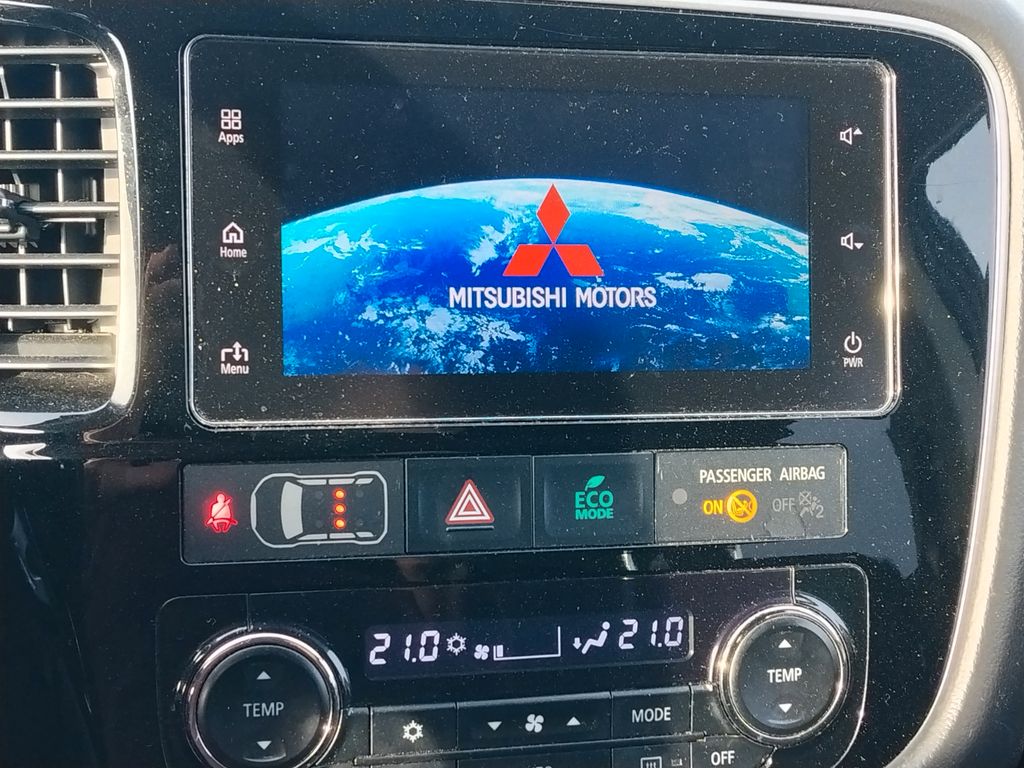 Apps
Home
Menu
MITSUBISHI MOTORS
PWR
ECO
MODE
PASSENGER AIRBAG
ON OFF 2
21.0 21.0
TEMP
TEMP
MODE
OFF